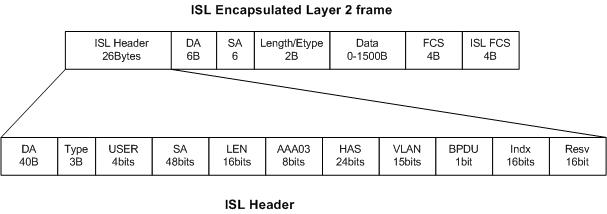 ISL Encapsulated Layer 2 frame
ISL Header DA SA Length/Etype Data FCS ISL FCS
26Bytes 6B 6 2B 0-1500B 4B 4B
DA Type USER SA LEN AAA03 HAS VLAN BPDU Indx Resv
40B 3B 4bits 48bits 16bits 8bits 24bits 15bits 1bit 16bits 16bit
ISL Header